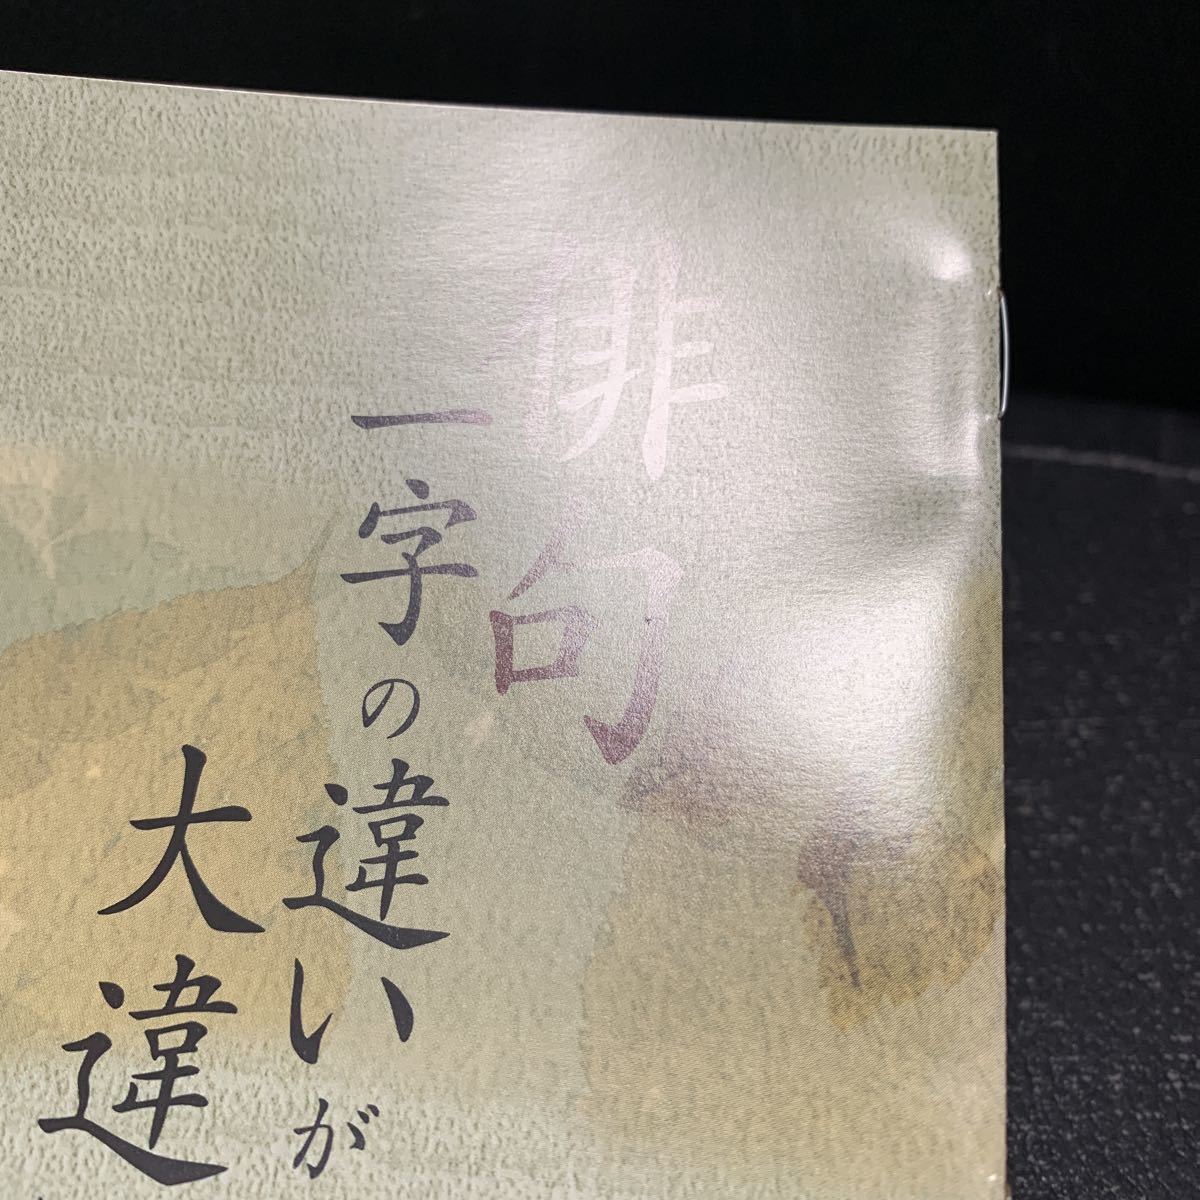 俳句
一字の違いが
大違